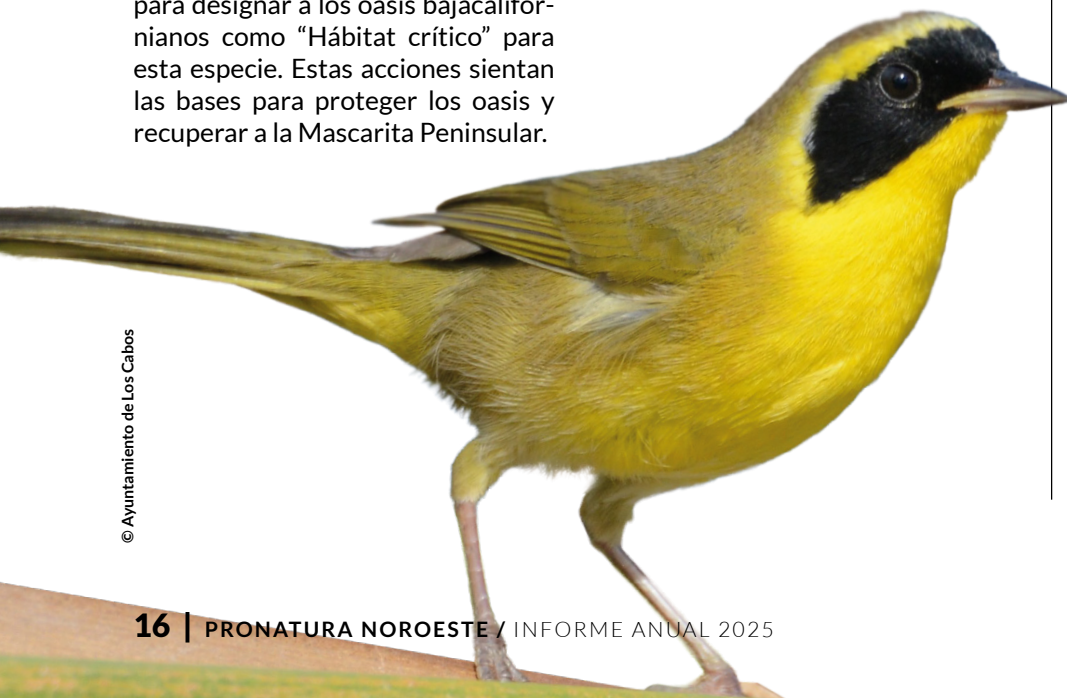 para designar a los oasis bajacalifor-
nianos como “Hábitat crítico” para
esta especie. Estas acciones sientan
las bases para proteger los oasis y
recuperar a la Mascarita Peninsular.
© Ayuntamiento de Los Cabos
16 | PRONATURA NOROESTE / INFORME ANUAL 2025